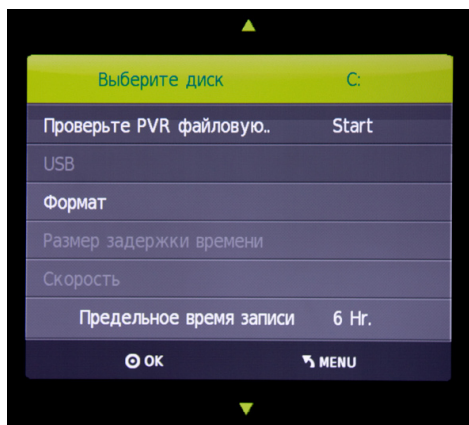 Выберите диск C:
Проверьте PVR файловую.. Start
USB
Формат
Размер задержки времени
Скорость
Предельное время записи 6 Hr.
OK MENU